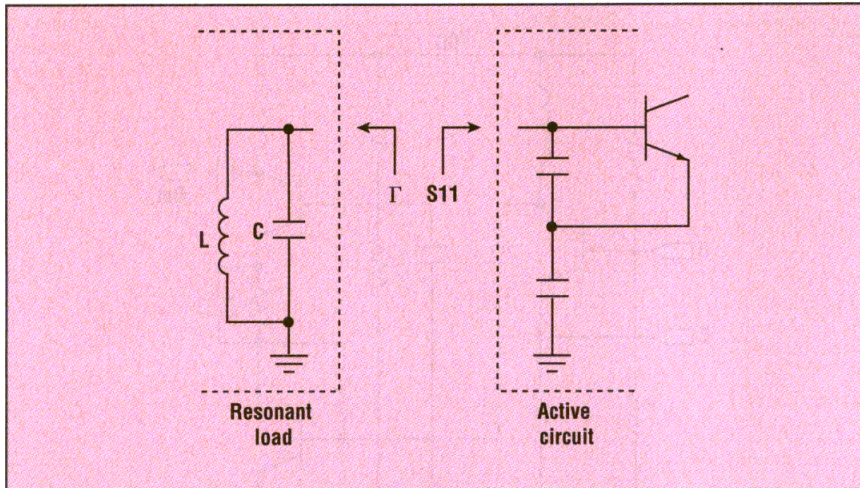 L
C
Γ
S11
Resonant
load
Active
circuit